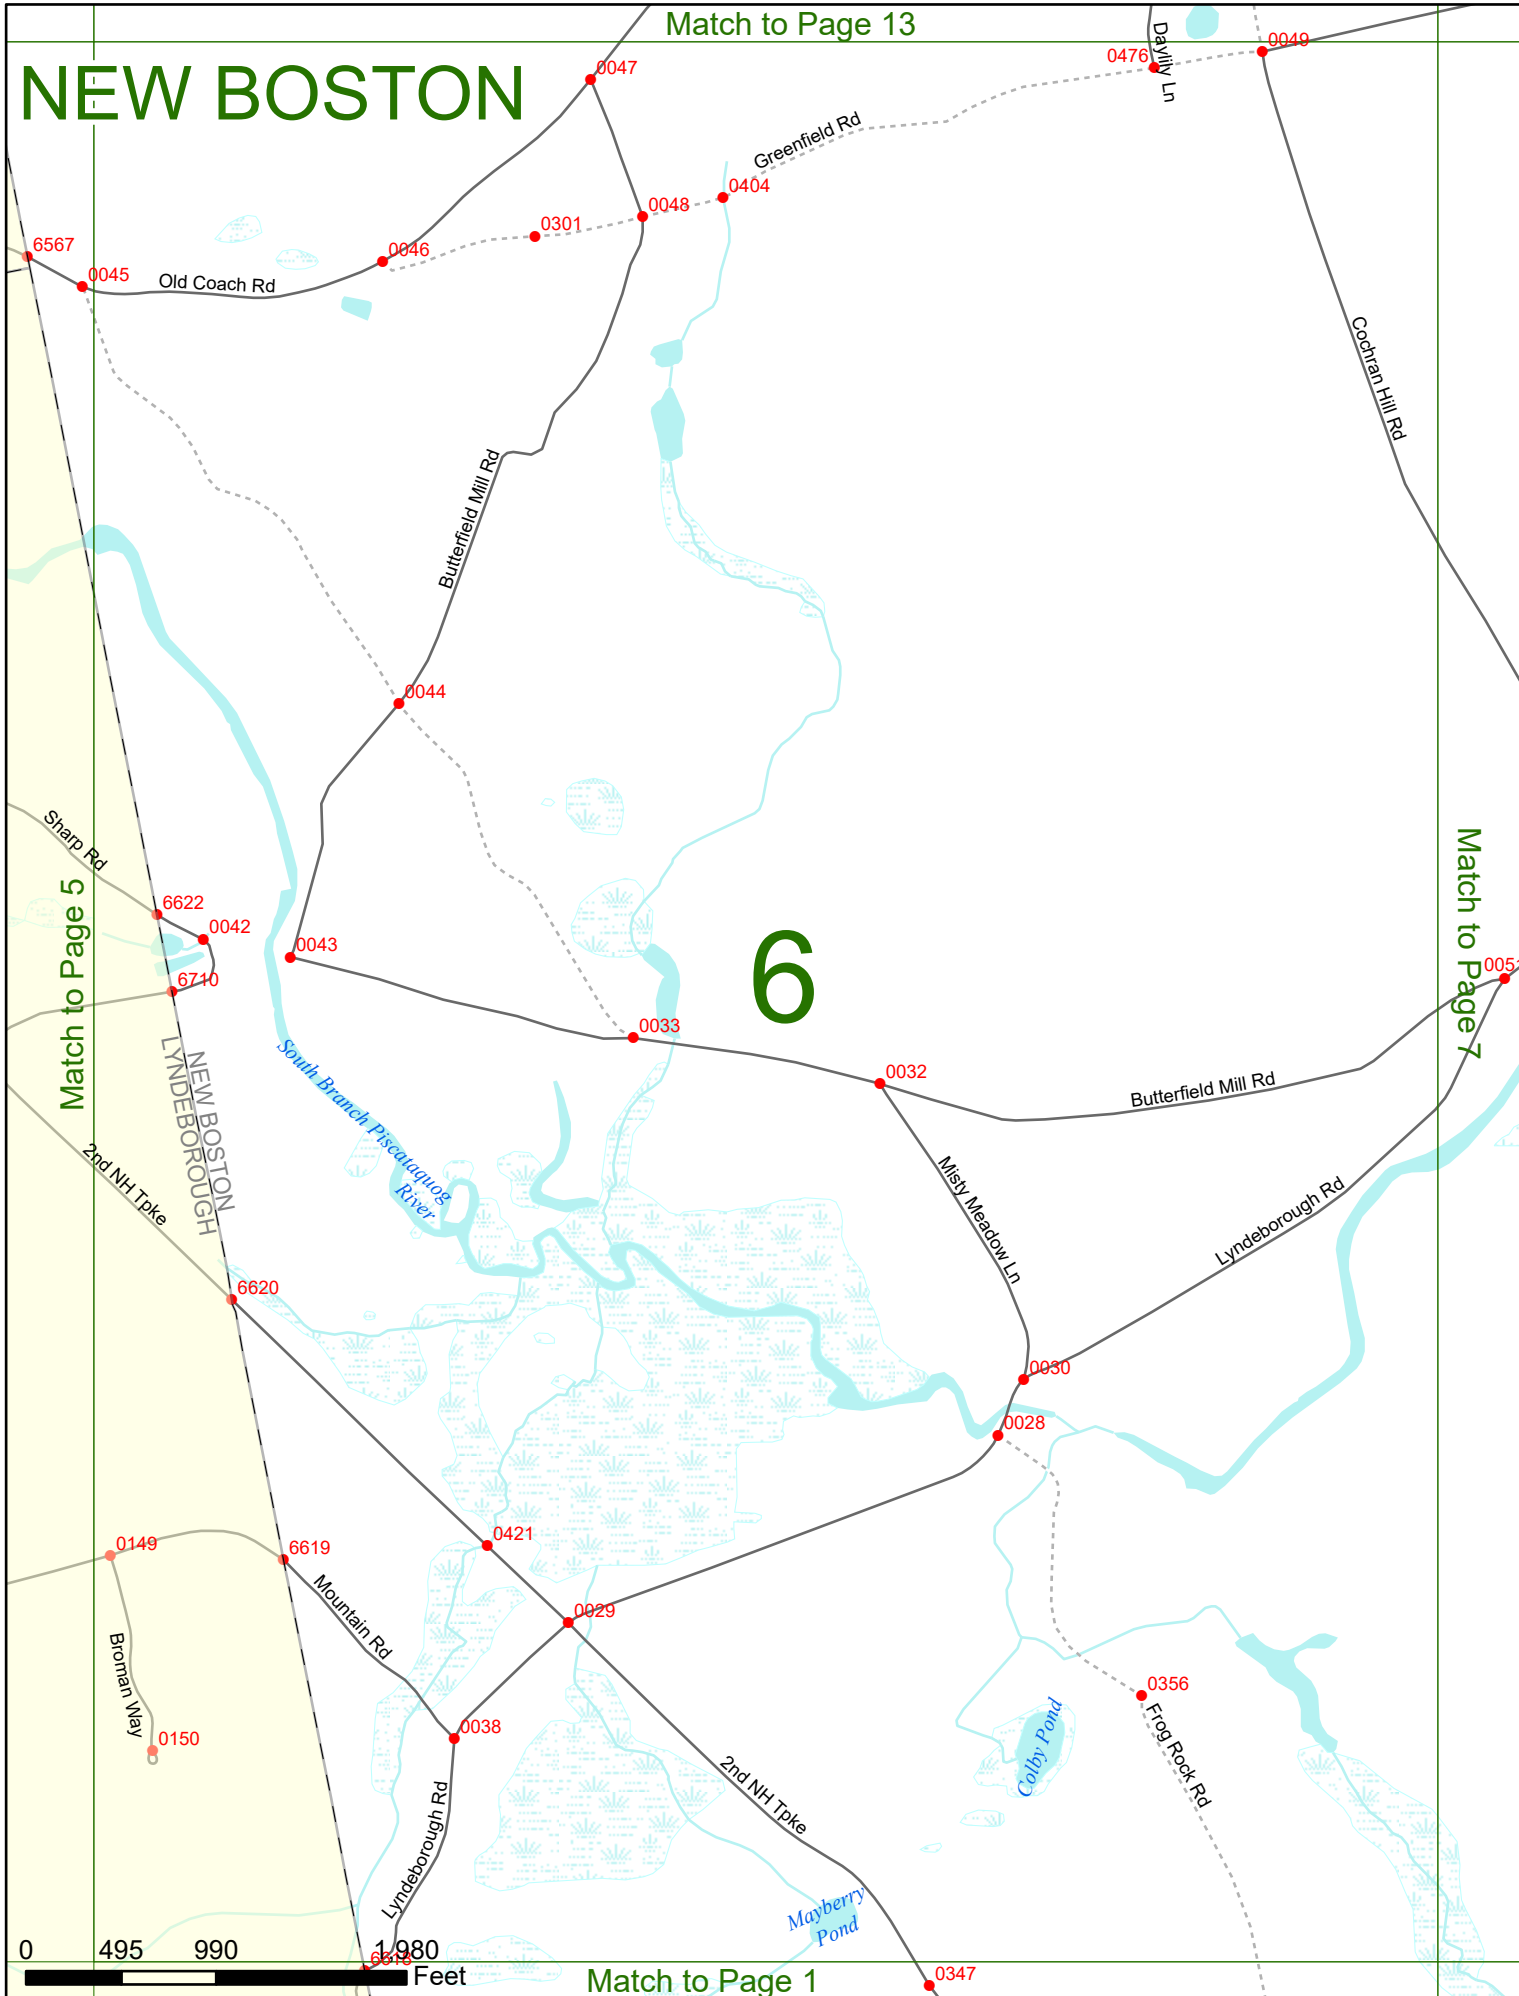 Match to Page 13
NEW BOSTON
0047
0476
Daylily Ln
0049
Greenfield Rd
0404
0048
0301
0046
6567
0045
Old Coach Rd
Cochran Hill Rd
Butterfield Mill Rd
0044
Sharp Rd
Match to Page 5
6622
0042
6710
0043
6
Match to Page 7
0033
0032
Butterfield Mill Rd
NEW BOSTON
LYNDEBOROUGH
South Branch Piscataquog
River
2nd NH Tpke
Misty Meadow Ln
Lyndeborough Rd
6620
0030
0028
0421
0149
6619
Mountain Rd
0029
Broman Way
0150
0038
0356
Frog Rock Rd
Colby Pond
2nd NH Tpke
Lyndeborough Rd
Mayberry
Pond
0 495 990 1,980
Feet
6618
Match to Page 1
0347